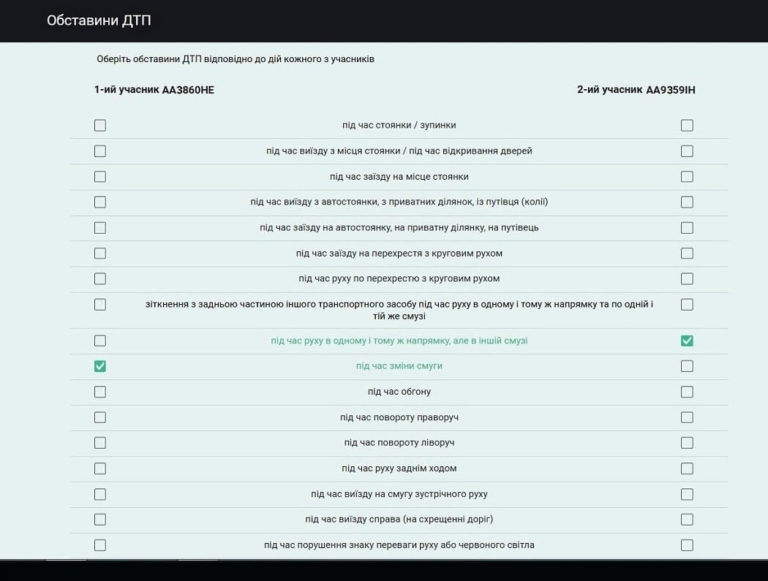 Обставини ДТП
Оберіть обставини ДТП відповідно до дій кожного з учасників
1-ий учасник АА3860НЕ 2-ий учасник АА9359ІН
під час стоянки / зупинки
під час виїзду з місця стоянки / під час відкривання дверей
під час заїзду на місце стоянки
під час виїзду з автостоянки, з приватних ділянок, із путівця (колії)
під час заїзду на автостоянку, на приватну ділянку, на путівець
під час заїзду на перехрестя з круговим рухом
під час руху по перехрестю з круговим рухом
зіткнення з задньою частиною іншого транспортного засобу під час руху в одному і тому ж напрямку та по одній і
тій же смузі
під час руху в одному і тому ж напрямку, але в іншій смузі
під час зміни смуги
під час обгону
під час повороту праворуч
під час повороту ліворуч
під час руху заднім ходом
під час виїзду на смугу зустрічного руху
під час виїзду справа (на схрещенні доріг)
під час порушення знаку переваги руху або червоного світла